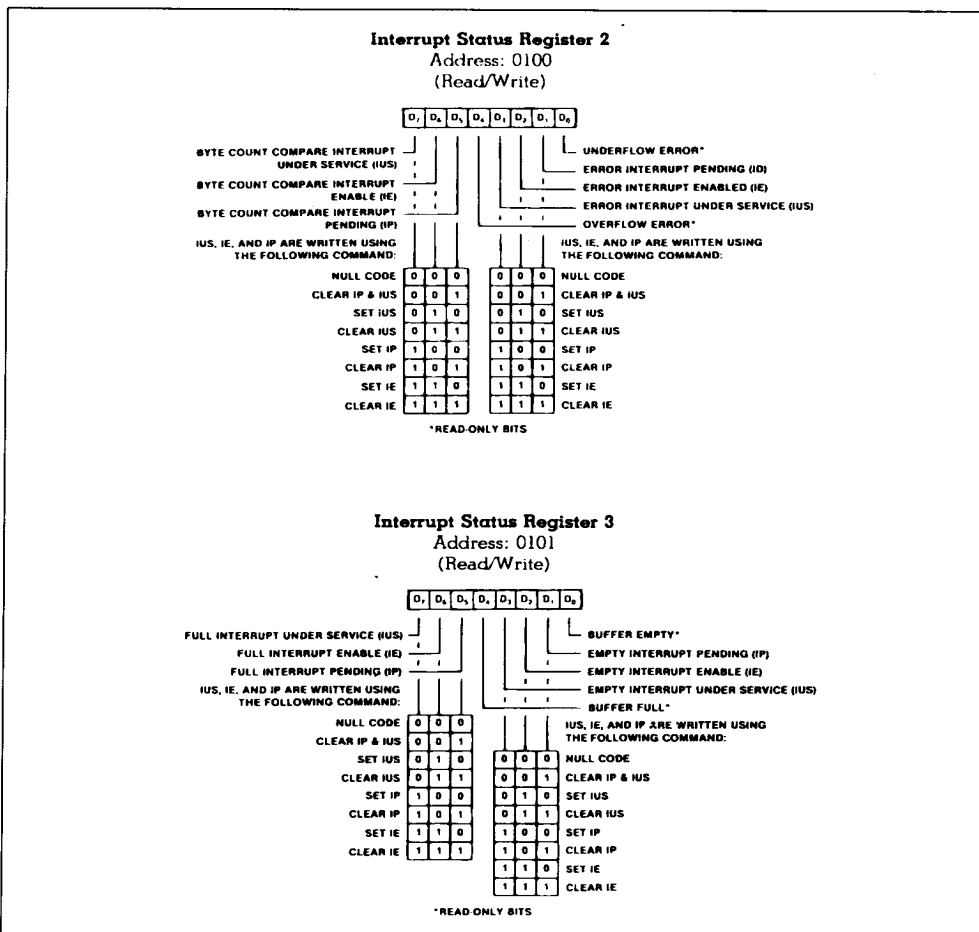 Interrupt Status Register 2
Address: 0100
(Read/Write)
D7 D6 D5 D4 D3 D2 D1 D0
BYTE COUNT COMPARE INTERRUPT
UNDER SERVICE (IUS)
BYTE COUNT COMPARE INTERRUPT
ENABLE (IE)
BYTE COUNT COMPARE INTERRUPT
PENDING (IP)
IUS, IE, AND IP ARE WRITTEN USING
THE FOLLOWING COMMAND:
UNDERFLOW ERROR*
ERROR INTERRUPT PENDING (ID)
ERROR INTERRUPT ENABLED (IE)
ERROR INTERRUPT UNDER SERVICE (IUS)
OVERFLOW ERROR*
IUS, IE, AND IP ARE WRITTEN USING
THE FOLLOWING COMMAND:
NULL CODE 0 0 0 0 0 0 NULL CODE
CLEAR IP & IUS 0 0 1 0 0 1 CLEAR IP & IUS
SET IUS 0 1 0 0 1 0 SET IUS
CLEAR IUS 0 1 1 0 1 1 CLEAR IUS
SET IP 1 0 0 1 0 0 SET IP
CLEAR IP 1 0 1 1 0 1 CLEAR IP
SET IE 1 1 0 1 1 0 SET IE
CLEAR IE 1 1 1 1 1 1 CLEAR IE
*READ-ONLY BITS
Interrupt Status Register 3
Address: 0101
(Read/Write)
D7 D6 D5 D4 D3 D2 D1 D0
FULL INTERRUPT UNDER SERVICE (IUS)
FULL INTERRUPT ENABLE (IE)
FULL INTERRUPT PENDING (IP)
IUS, IE, AND IP ARE WRITTEN USING
THE FOLLOWING COMMAND:
NULL CODE 0 0 0
CLEAR IP & IUS 0 0 1
SET IUS 0 1 0
CLEAR IUS 0 1 1
SET IP 1 0 0
CLEAR IP 1 0 1
SET IE 1 1 0
CLEAR IE 1 1 1
BUFFER EMPTY*
EMPTY INTERRUPT PENDING (IP)
EMPTY INTERRUPT ENABLE (IE)
EMPTY INTERRUPT UNDER SERVICE (IUS)
BUFFER FULL*
IUS, IE, AND IP ARE WRITTEN USING
THE FOLLOWING COMMAND:
0 0 0 NULL CODE
0 0 1 CLEAR IP & IUS
0 1 0 SET IUS
0 1 1 CLEAR IUS
1 0 0 SET IP
1 0 1 CLEAR IP
1 1 0 SET IE
1 1 1 CLEAR IE
*READ-ONLY BITS